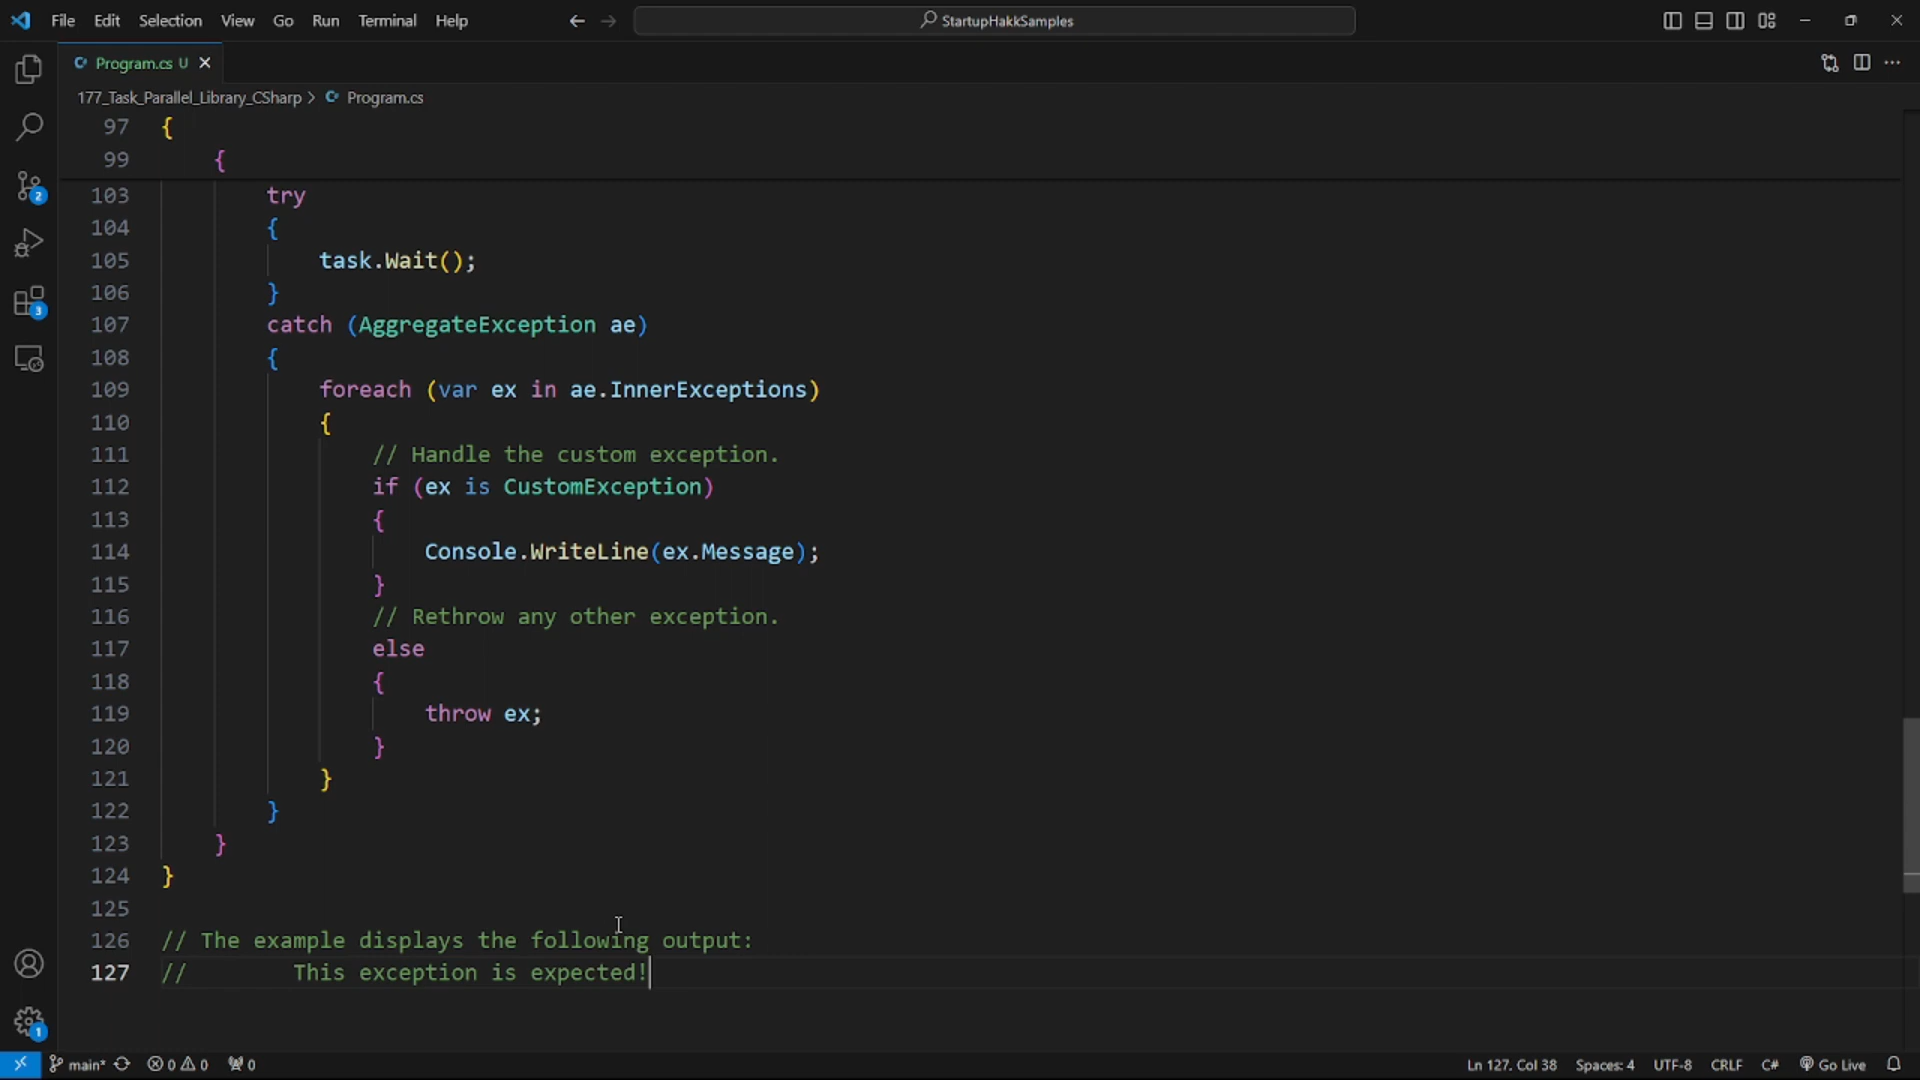 File Edit Selection View Go Run Terminal Help StartupHakkSamples
Program.cs U
177_Task_Parallel_Library_CSharp > Program.cs
97 {
99 {
103 try
104 {
105 task.Wait();
106 }
107 catch (AggregateException ae)
108 {
109 foreach (var ex in ae.InnerExceptions)
110 {
111 // Handle the custom exception.
112 if (ex is CustomException)
113 {
114 Console.WriteLine(ex.Message);
115 }
116 // Rethrow any other exception.
117 else
118 {
119 throw ex;
120 }
121 }
122 }
123 }
124 }
125
126 // The example displays the following output:
127 // This exception is expected!
2
3
1
main* 0 0 0 Ln 127, Col 38 Spaces: 4 UTF-8 CRLF C# Go Live